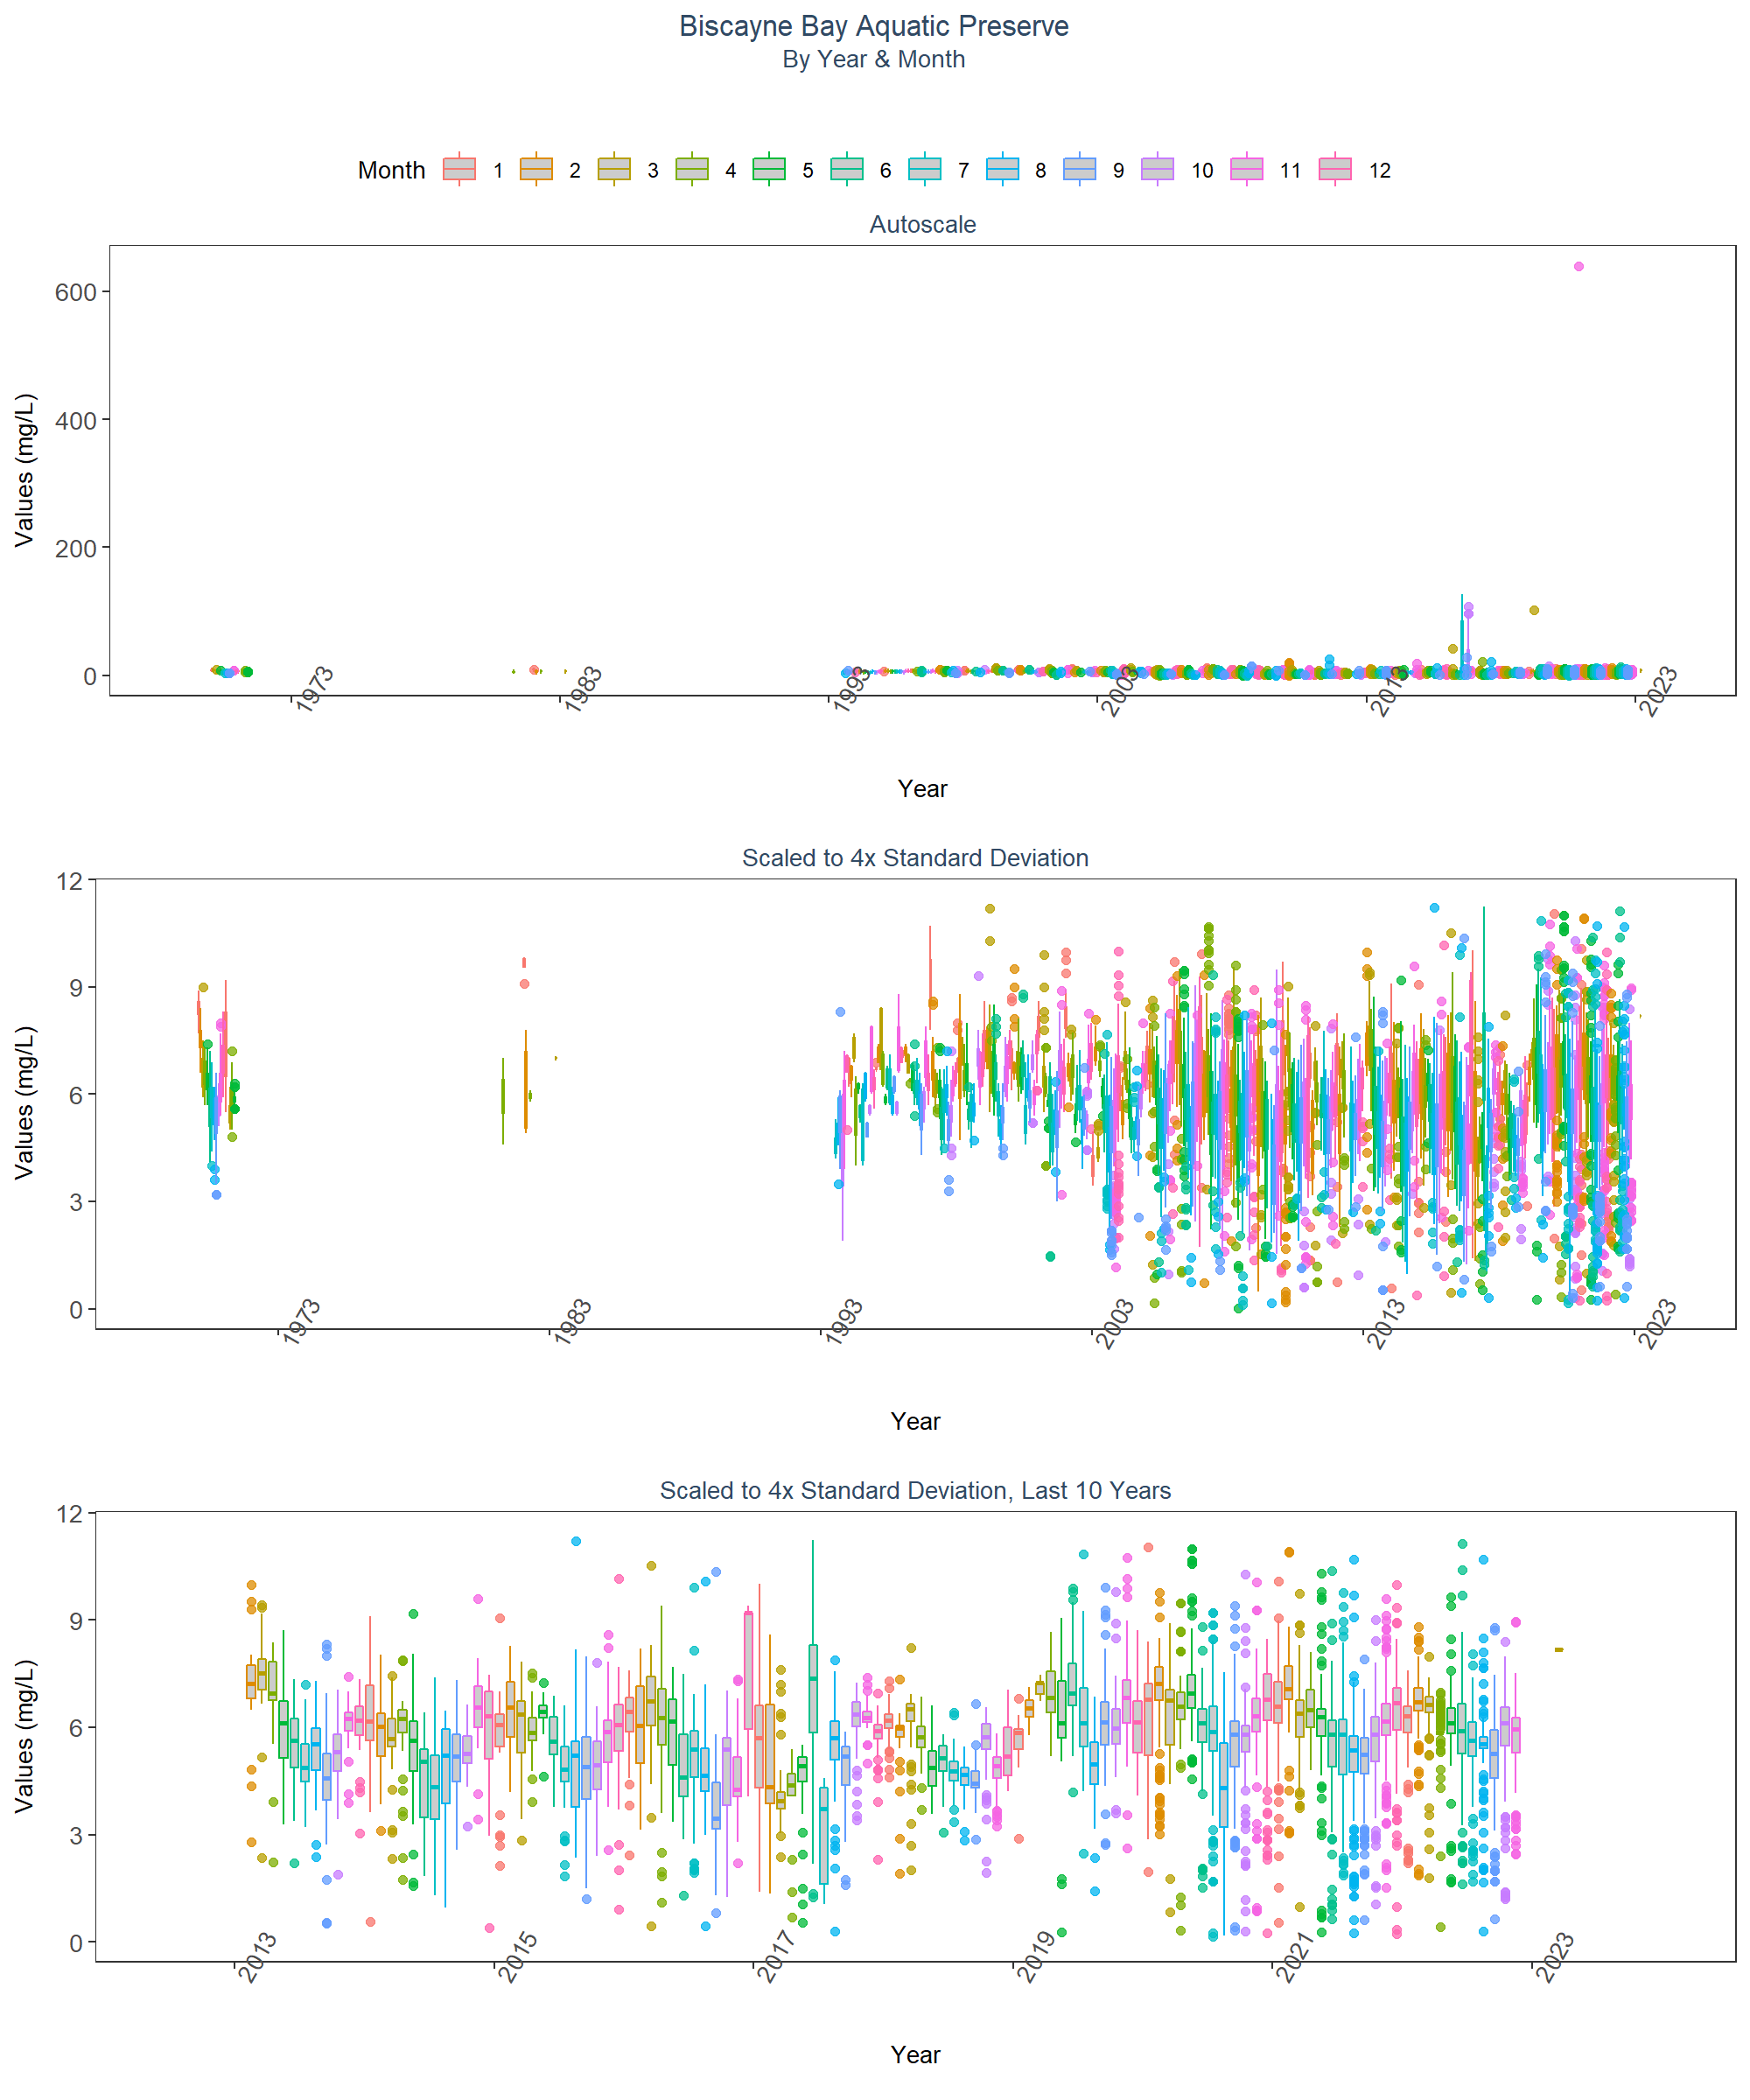 Biscayne Bay Aquatic Preserve
By Year & Month
Month 1 2 3 4 5 6 7 8 9 10 11 12
Autoscale
Values (mg/L)
600
400
200
0
1973 1983 1993 2003 2013 2023
Year
Scaled to 4x Standard Deviation
Values (mg/L)
12
9
6
3
0
1973 1983 1993 2003 2013 2023
Year
Scaled to 4x Standard Deviation, Last 10 Years
Values (mg/L)
12
9
6
3
0
2013 2015 2017 2019 2021 2023
Year